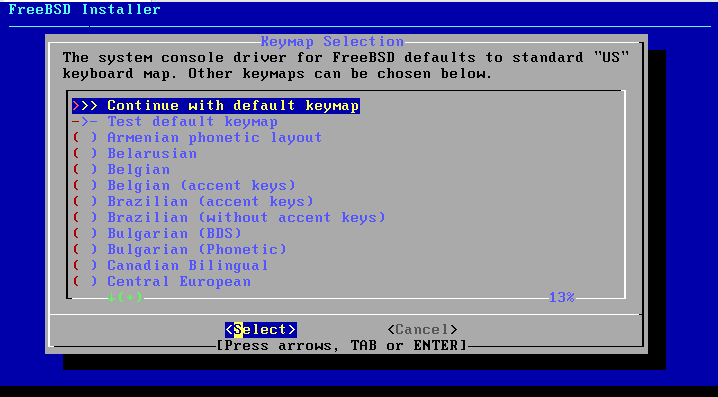 FreeBSD Installer
Keymap Selection
The system console driver for FreeBSD defaults to standard "US"
keyboard map. Other keymaps can be chosen below.
>>> Continue with default keymap
->- Test default keymap
( ) Armenian phonetic layout
( ) Belarusian
( ) Belgian
( ) Belgian (accent keys)
( ) Brazilian (accent keys)
( ) Brazilian (without accent keys)
( ) Bulgarian (BDS)
( ) Bulgarian (Phonetic)
( ) Canadian Bilingual
( ) Central European
↓(+) 13%
<Select> <Cancel>
[Press arrows, TAB or ENTER]